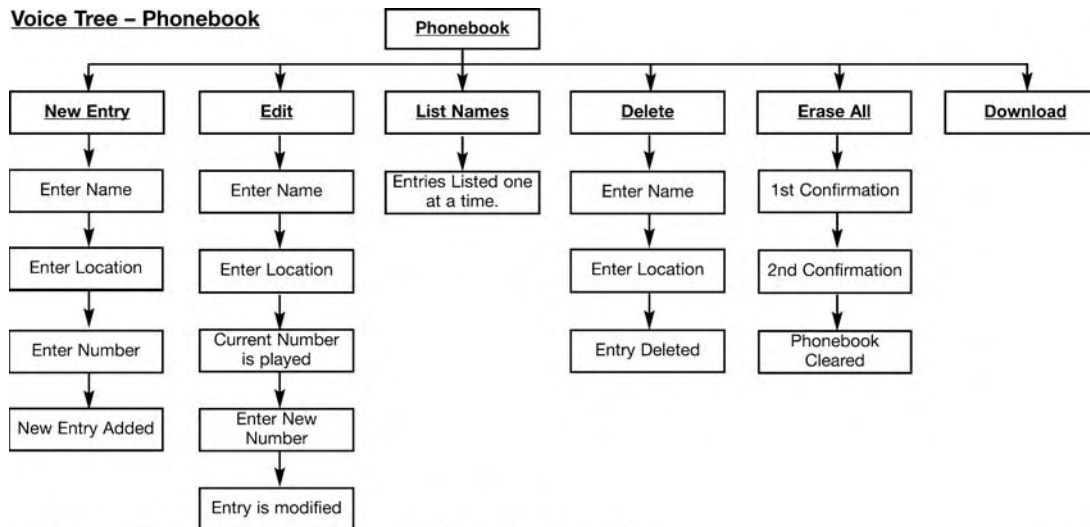 Voice Tree – Phonebook
Phonebook
New Entry
Edit
List Names
Delete
Erase All
Download
Enter Name
Enter Name
Entries Listed one
at a time.
Enter Name
1st Confirmation
Enter Location
Enter Location
Enter Location
2nd Confirmation
Enter Number
Current Number
is played
Entry Deleted
Phonebook
Cleared
New Entry Added
Enter New
Number
Entry is modified